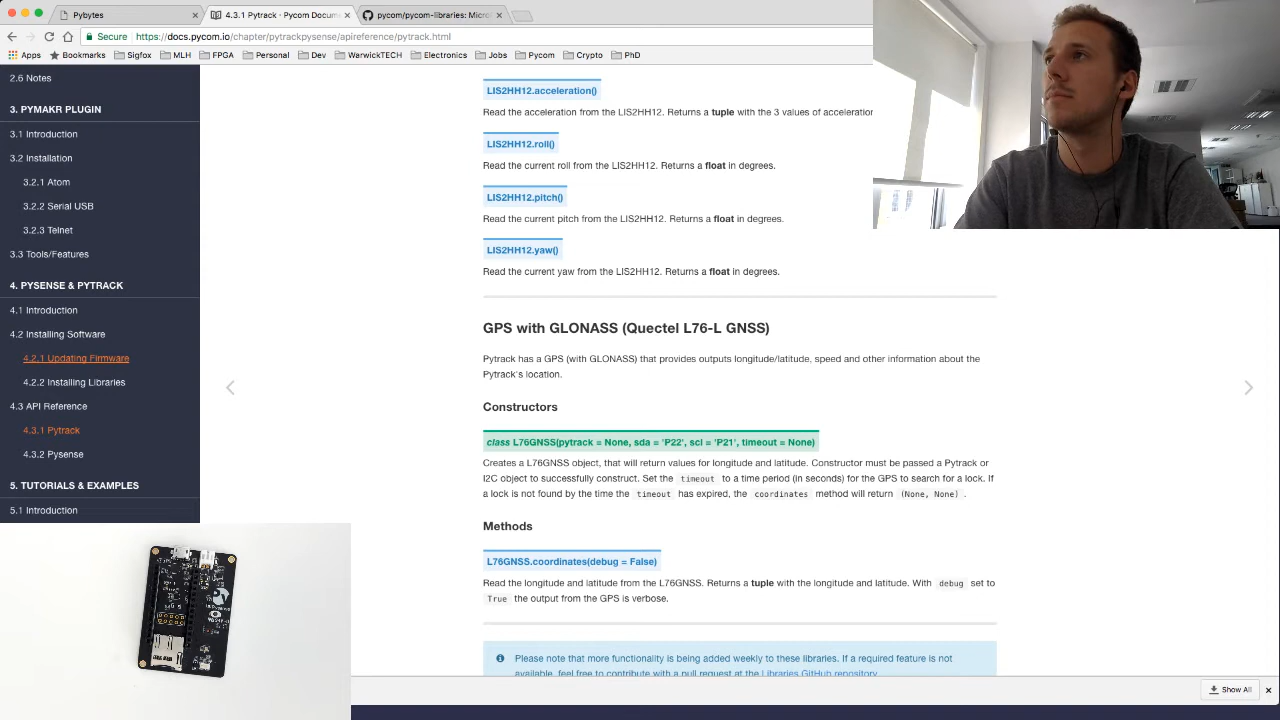 Pybytes
4.3.1 Pytrack · Pycom Docum
pycom/pycom-libraries: Micro
Secure
https://docs.pycom.io/chapter/pytrackpysense/apireference/pytrack.html
Apps
Bookmarks
Sigfox
MLH
FPGA
Personal
Dev
WarwickTECH
Electronics
Jobs
Pycom
Crypto
PhD
2.6 Notes
3. PYMAKR PLUGIN
3.1 Introduction
3.2 Installation
3.2.1 Atom
3.2.2 Serial USB
3.2.3 Telnet
3.3 Tools/Features
4. PYSENSE & PYTRACK
4.1 Introduction
4.2 Installing Software
4.2.1 Updating Firmware
4.2.2 Installing Libraries
4.3 API Reference
4.3.1 Pytrack
4.3.2 Pysense
5. TUTORIALS & EXAMPLES
5.1 Introduction
LIS2HH12.acceleration()
Read the acceleration from the LIS2HH12. Returns a tuple with the 3 values of acceleration
LIS2HH12.roll()
Read the current roll from the LIS2HH12. Returns a float in degrees.
LIS2HH12.pitch()
Read the current pitch from the LIS2HH12. Returns a float in degrees.
LIS2HH12.yaw()
Read the current yaw from the LIS2HH12. Returns a float in degrees.
GPS with GLONASS (Quectel L76-L GNSS)
Pytrack has a GPS (with GLONASS) that provides outputs longitude/latitude, speed and other information about the
Pytrack's location.
Constructors
class L76GNSS(pytrack = None, sda = 'P22', scl = 'P21', timeout = None)
Creates a L76GNSS object, that will return values for longitude and latitude. Constructor must be passed a Pytrack or
I2C object to successfully construct. Set the timeout to a time period (in seconds) for the GPS to search for a lock. If
a lock is not found by the time the timeout has expired, the coordinates method will return (None, None) .
Methods
L76GNSS.coordinates(debug = False)
Read the longitude and latitude from the L76GNSS. Returns a tuple with the longitude and latitude. With debug set to
True the output from the GPS is verbose.
Please note that more functionality is being added weekly to these libraries. If a required feature is not
available, feel free to contribute with a pull request at the Libraries GitHub repository
Show All